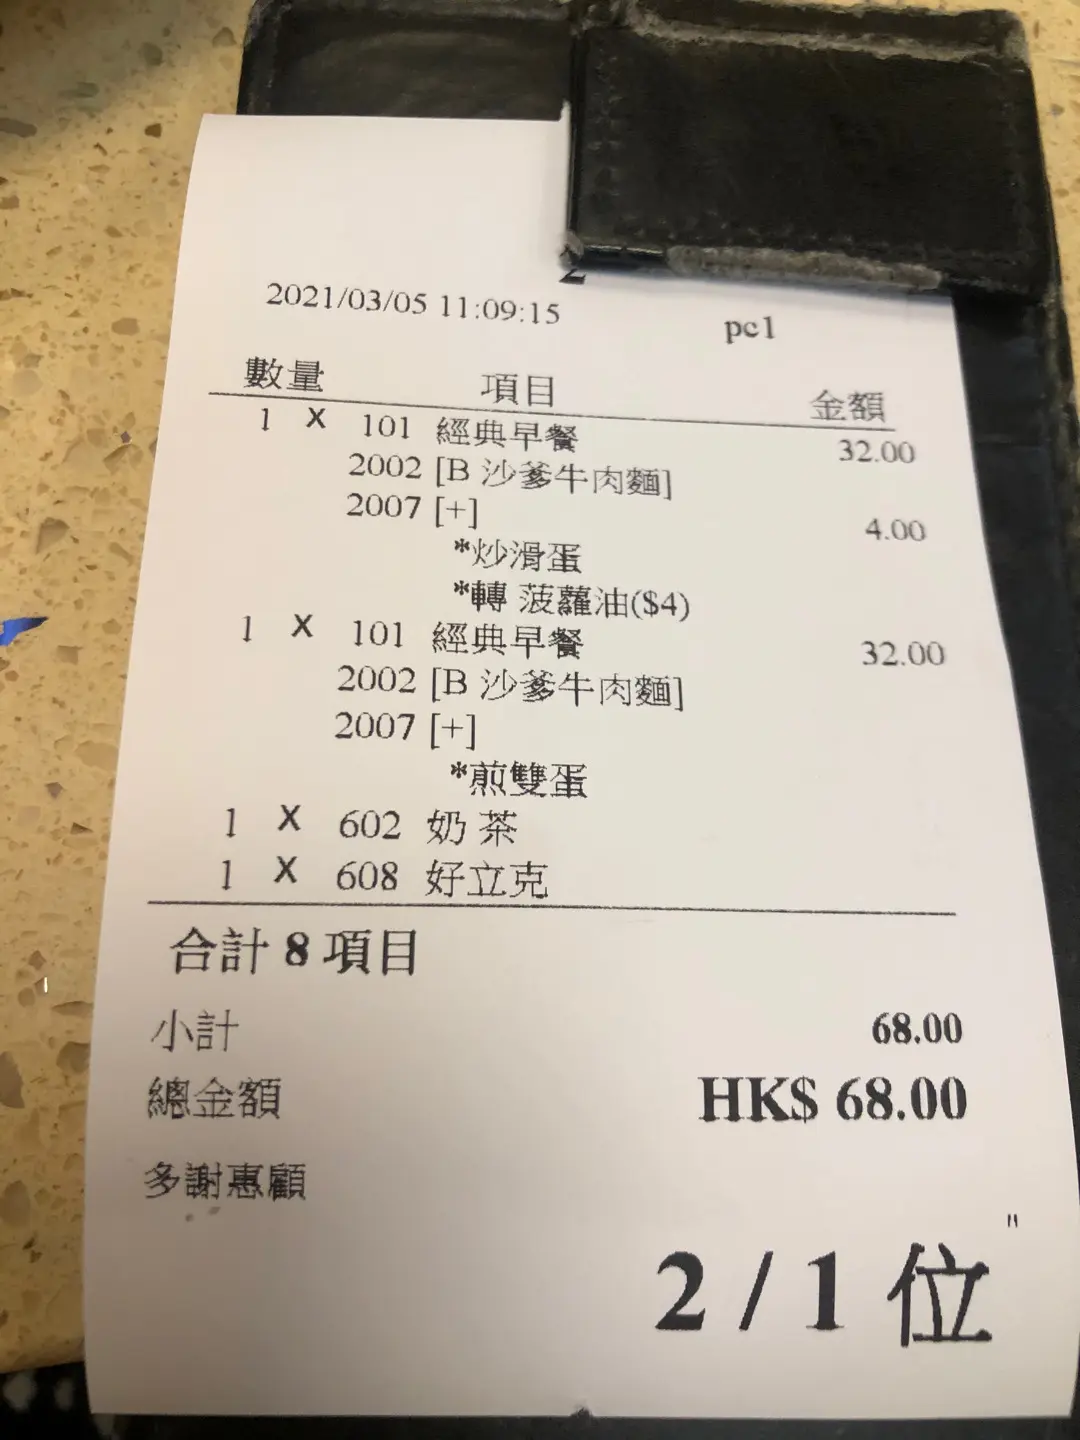 2021/03/05 11:09:15 pc1
數量 項目 金額
1 X 101 經典早餐 32.00
2002 [B 沙爹牛肉麵]
2007 [+] 4.00
*炒滑蛋
*轉 菠蘿油($4)
1 X 101 經典早餐 32.00
2002 [B 沙爹牛肉麵]
2007 [+]
*煎雙蛋
1 X 602 奶茶
1 X 608 好立克
合計 8 項目
小計 68.00
總金額 HK$ 68.00
多謝惠顧
"
2 / 1 位